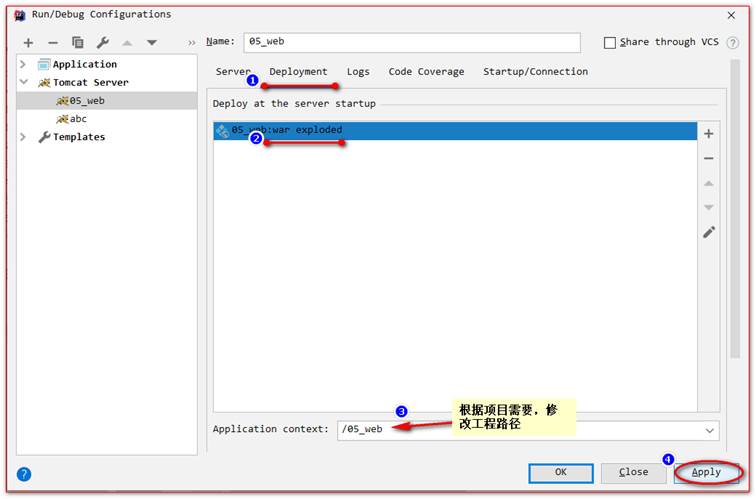 Run/Debug Configurations
Name: 05_web
Share through VCS ?
Application
Tomcat Server
05_web
abc
Templates
1
Server Deployment Logs Code Coverage Startup/Connection
Deploy at the server startup
05_web:war exploded
2
3
根据项目需要，修
改工程路径
Application context: /05_web
4
? OK Close Apply